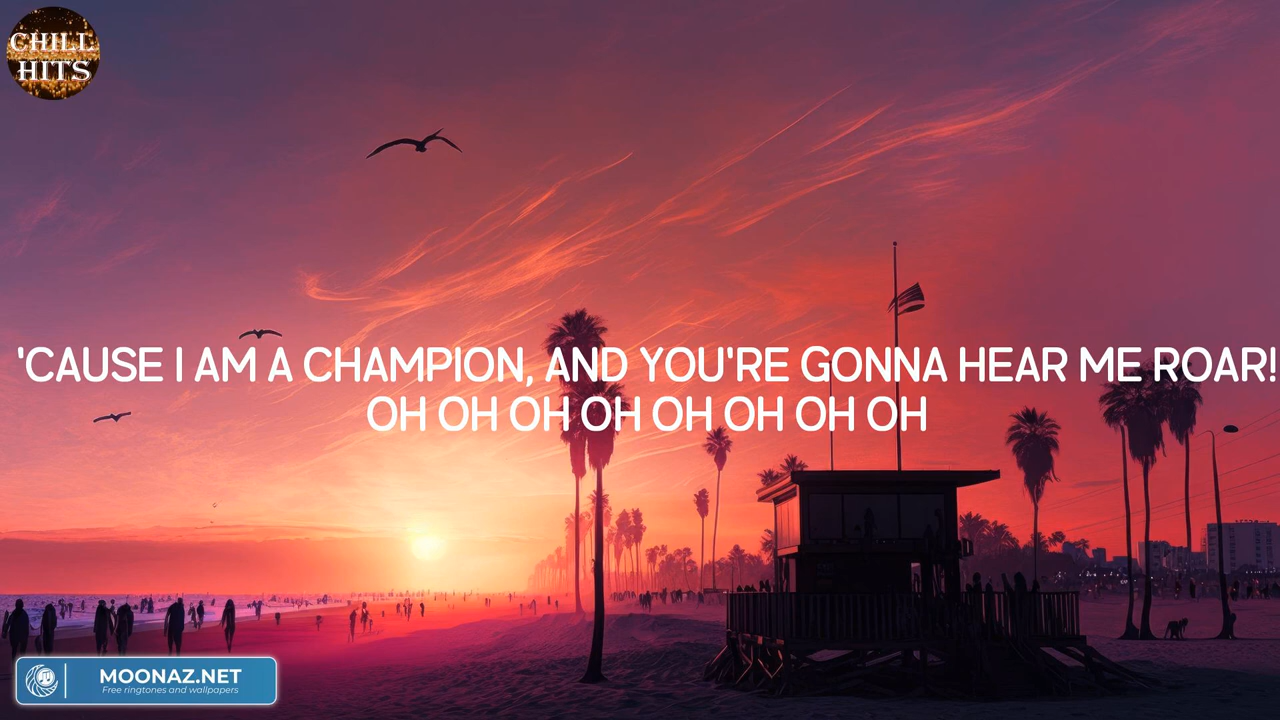 CHILL
HITS
'CAUSE I AM A CHAMPION, AND YOU'RE GONNA HEAR ME ROAR!
OH OH OH OH OH OH OH OH
MOONAZ.NET
Free ringtones and wallpapers